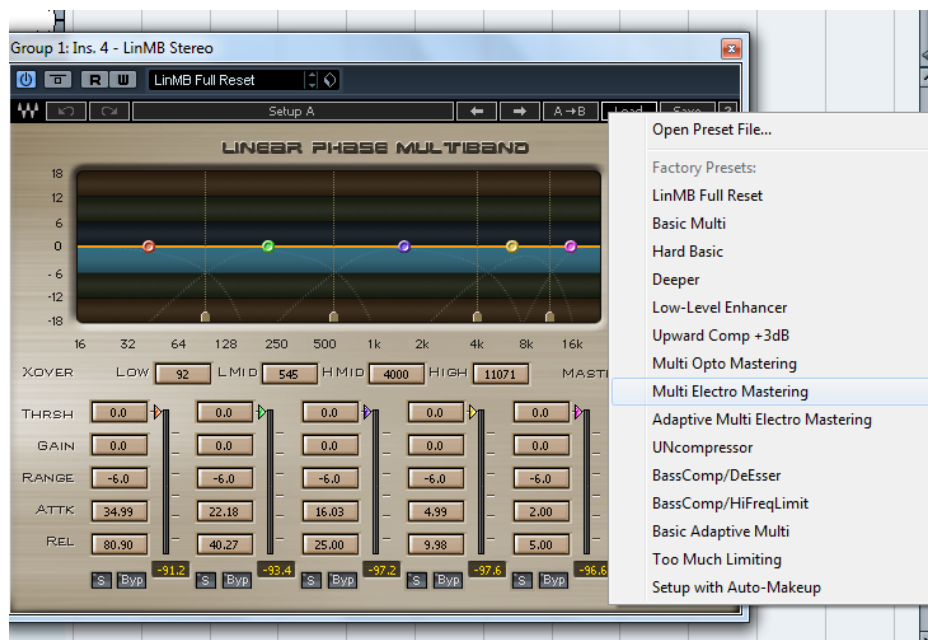 Group 1: Ins. 4 - LinMB Stereo
R W LinMB Full Reset
Setup A A→B Load Save ?
LINEAR PHASE MULTIBAND
18
12
6
0
- 6
-12
-18
16 32 64 128 250 500 1k 2k 4k 8k 16k
XOVER LOW 92 LMID 545 HMID 4000 HIGH 11071 MAST
THRSH 0.0 0.0 0.0 0.0 0.0
GAIN 0.0 0.0 0.0 0.0 0.0
RANGE -6.0 -6.0 -6.0 -6.0 -6.0
ATTK 34.99 22.18 16.03 4.99 2.00
REL 80.90 40.27 25.00 9.98 5.00
S Byp -91.2 S Byp -93.4 S Byp -97.2 S Byp -97.6 S Byp -96.6
Open Preset File...
Factory Presets:
LinMB Full Reset
Basic Multi
Hard Basic
Deeper
Low-Level Enhancer
Upward Comp +3dB
Multi Opto Mastering
Multi Electro Mastering
Adaptive Multi Electro Mastering
UNcompressor
BassComp/DeEsser
BassComp/HiFreqLimit
Basic Adaptive Multi
Too Much Limiting
Setup with Auto-Makeup